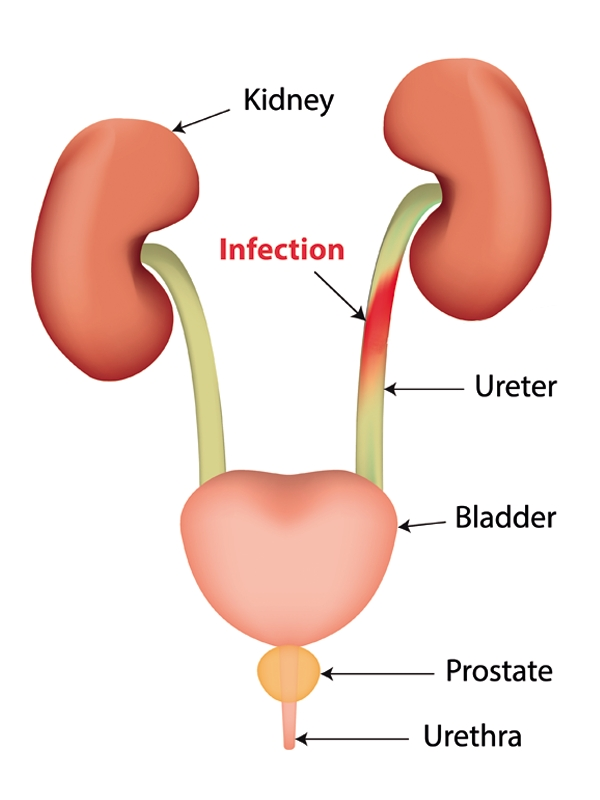 Kidney
Infection
Ureter
Bladder
Prostate
Urethra